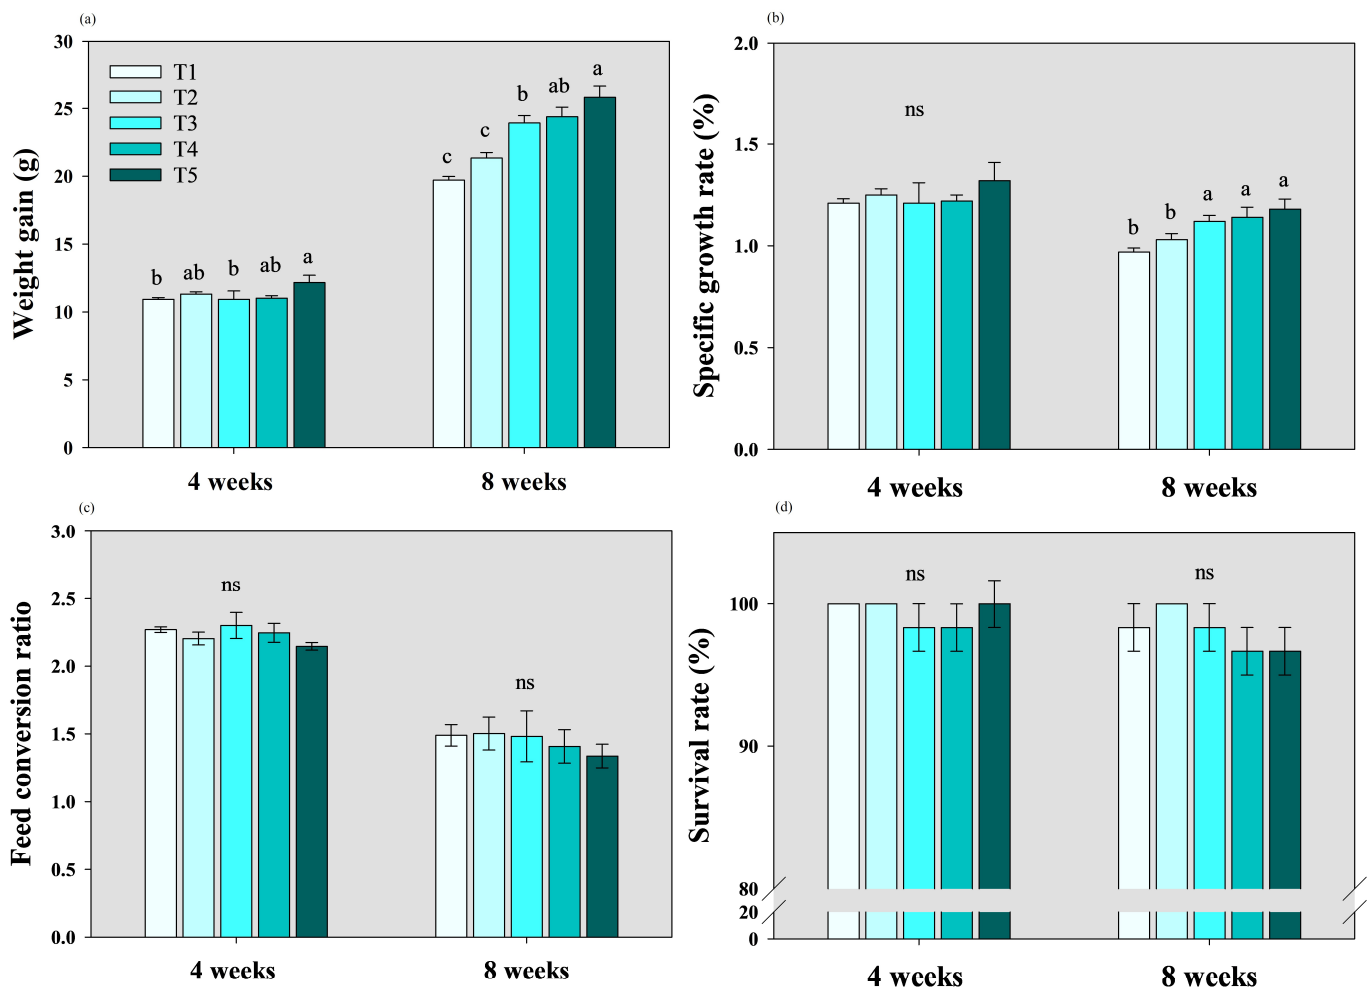 (a)
Weight gain (g)
30
25
20
15
10
5
0
T1
T2
T3
T4
T5
b ab b ab a
c c b ab a
4 weeks 8 weeks
(b)
Specific growth rate (%)
2.0
1.5
1.0
0.5
0.0
ns
b b a a a
4 weeks 8 weeks
(c)
Feed conversion ratio
3.0
2.5
2.0
1.5
1.0
0.5
0.0
ns
ns
4 weeks 8 weeks
(d)
Survival rate (%)
100
90
80
20
0
ns ns
4 weeks 8 weeks